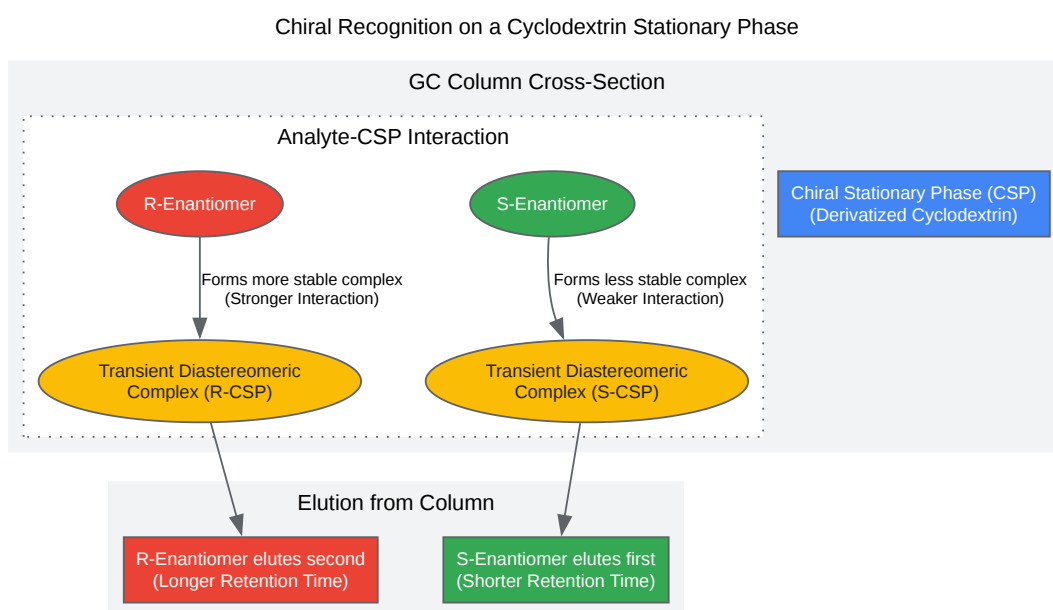 Chiral Recognition on a Cyclodextrin Stationary Phase
GC Column Cross-Section
Analyte-CSP Interaction
R-Enantiomer
S-Enantiomer
Chiral Stationary Phase (CSP)
(Derivatized Cyclodextrin)
Forms more stable complex
(Stronger Interaction)
Forms less stable complex
(Weaker Interaction)
Transient Diastereomeric
Complex (R-CSP)
Transient Diastereomeric
Complex (S-CSP)
Elution from Column
R-Enantiomer elutes second
(Longer Retention Time)
S-Enantiomer elutes first
(Shorter Retention Time)